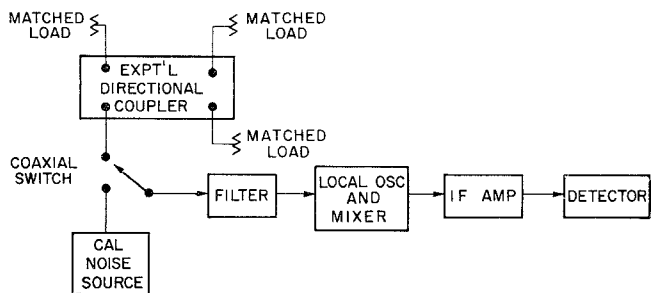 MATCHED
LOAD
MATCHED
LOAD
EXPT'L
DIRECTIONAL
COUPLER
MATCHED
LOAD
COAXIAL
SWITCH
FILTER
LOCAL OSC
AND
MIXER
IF AMP
DETECTOR
CAL
NOISE
SOURCE